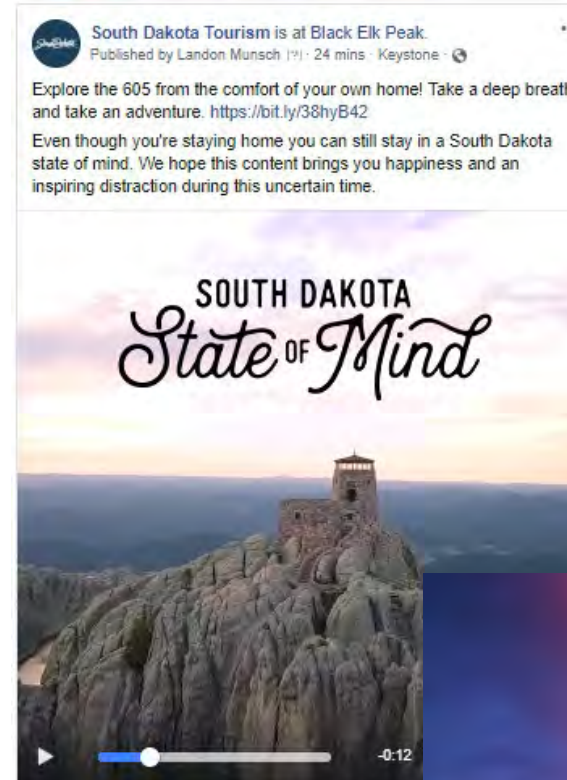 South Dakota Tourism is at Black Elk Peak.
Published by Landon Munsch [?] · 24 mins · Keystone ·
Explore the 605 from the comfort of your own home! Take a deep breath
and take an adventure. https://bit.ly/38hyB42
Even though you're staying home you can still stay in a South Dakota
state of mind. We hope this content brings you happiness and an
inspiring distraction during this uncertain time.
SOUTH DAKOTA
State OF Mind
-0:12